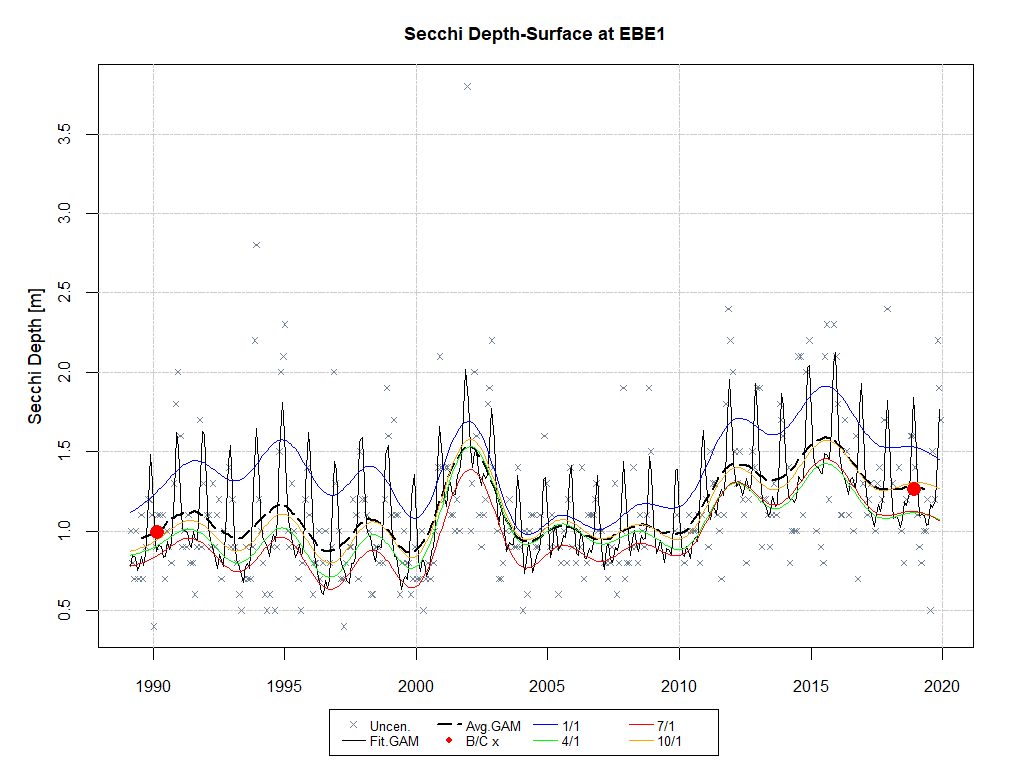 Secchi Depth-Surface at EBE1
Secchi Depth [m]
3.5
3.0
2.5
2.0
1.5
1.0
0.5
1990 1995 2000 2005 2010 2015 2020
Uncen. Avg.GAM 1/1 7/1
Fit.GAM B/C x 4/1 10/1